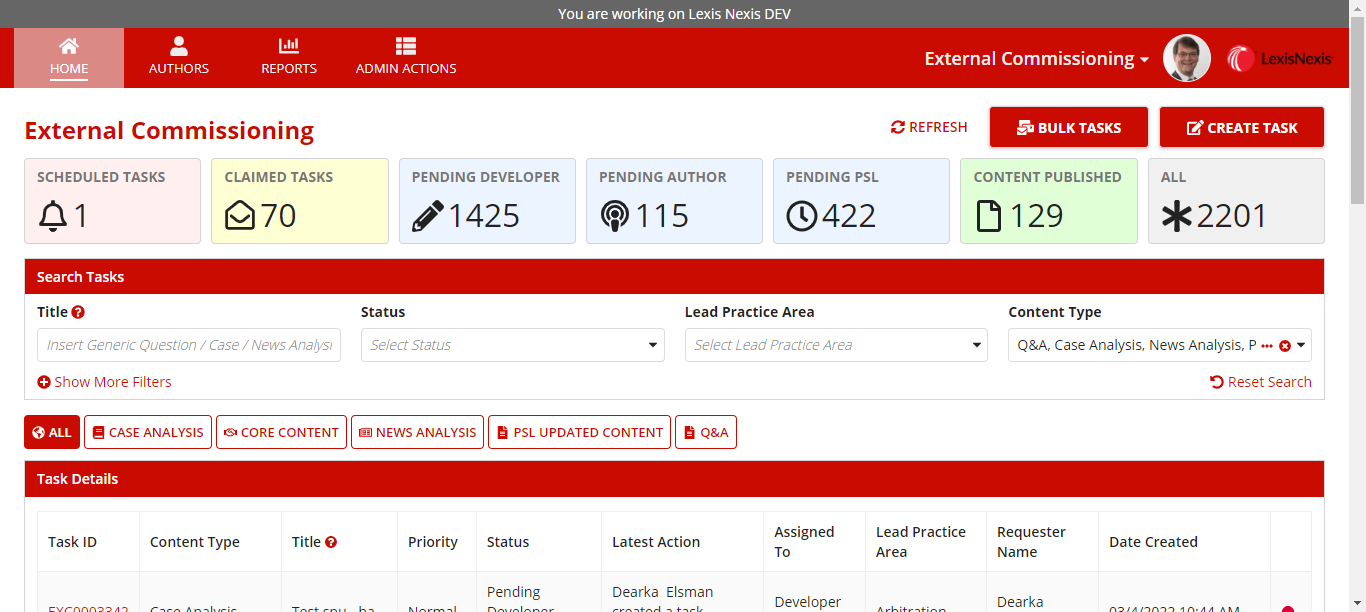 You are working on Lexis Nexis DEV
HOME
AUTHORS
REPORTS
ADMIN ACTIONS
External Commissioning
LexisNexis
External Commissioning
REFRESH
BULK TASKS
CREATE TASK
SCHEDULED TASKS
1
CLAIMED TASKS
70
PENDING DEVELOPER
1425
PENDING AUTHOR
115
PENDING PSL
422
CONTENT PUBLISHED
129
ALL
2201
Search Tasks
Title
Status
Lead Practice Area
Content Type
Insert Generic Question / Case / News Analysi
Select Status
Select Lead Practice Area
Q&A, Case Analysis, News Analysis, P
Show More Filters
Reset Search
ALL
CASE ANALYSIS
CORE CONTENT
NEWS ANALYSIS
PSL UPDATED CONTENT
Q&A
Task Details
Task ID
Content Type
Title
Priority
Status
Latest Action
Assigned
To
Lead Practice
Area
Requester
Name
Date Created
EXC0003342
Case Analysis
Normal
Pending
Developer
Dearka Elsman
created a task
Developer
Arbitration
Dearka
03/4/2022 10:44 AM